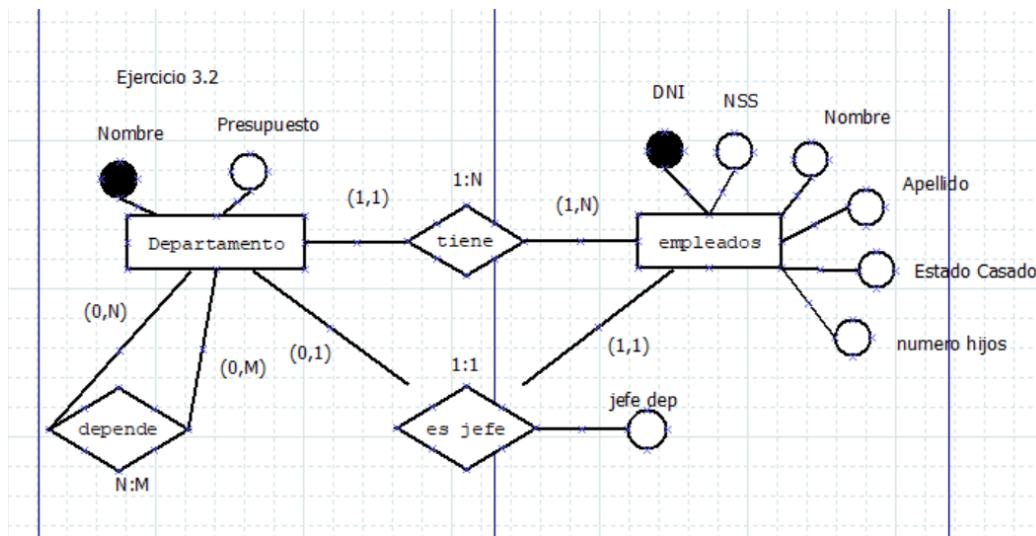 Ejercicio 3.2
DNI
NSS
Nombre
Nombre
Presupuesto
Apellido
Estado Casado
numero hijos
Departamento
(1,1)
1:N
tiene
(1,N)
empleados
(0,N)
(0,M)
(0,1)
(1,1)
1:1
depende
N:M
es jefe
jefe dep